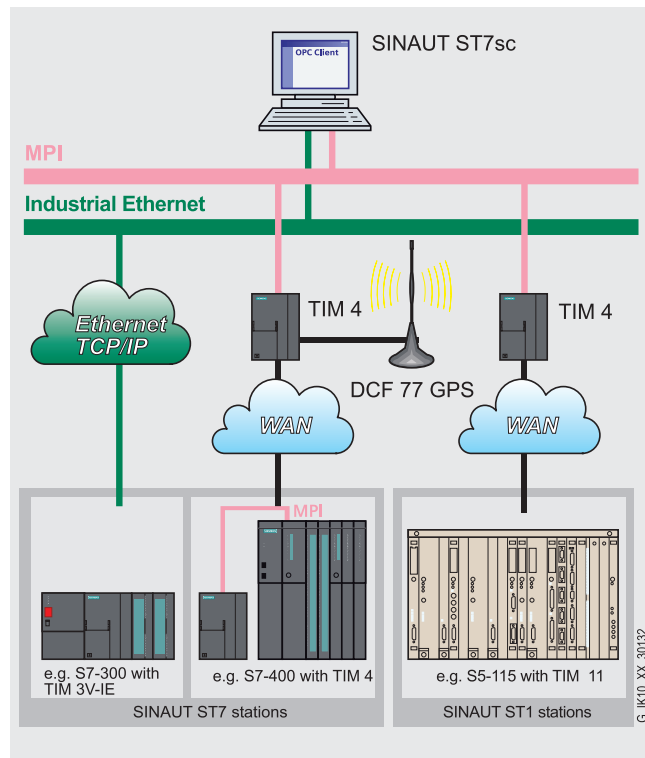 OPC Client
SINAUT ST7sc
MPI
Industrial Ethernet
Ethernet
TCP/IP
TIM 4
TIM 4
DCF 77 GPS
WAN
WAN
MPI
e.g. S7-300 with
TIM 3V-IE
e.g. S7-400 with TIM 4
e.g. S5-115 with TIM 11
SINAUT ST7 stations
SINAUT ST1 stations
G_IK10_XX_30132